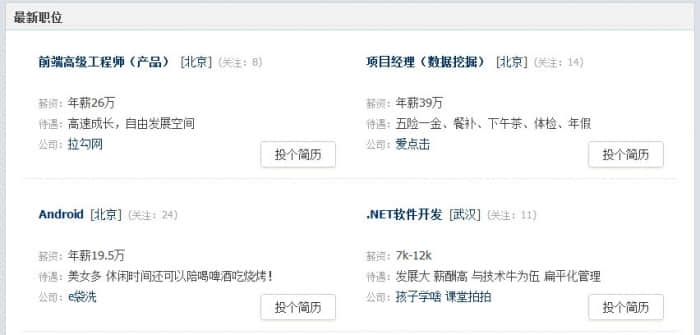 最新职位
前端高级工程师（产品） [北京] (关注: 8)
薪资: 年薪26万
待遇: 高速成长，自由发展空间
公司: 拉勾网
投个简历
项目经理（数据挖掘） [北京] (关注: 14)
薪资: 年薪39万
待遇: 五险一金、餐补、下午茶、体检、年假
公司: 爱点击
投个简历
Android [北京] (关注: 24)
薪资: 年薪19.5万
待遇: 美女多 休闲时间还可以陪喝啤酒吃烧烤！
公司: e袋洗
投个简历
.NET软件开发 [武汉] (关注: 11)
薪资: 7k-12k
待遇: 发展大 薪酬高 与技术牛为伍 扁平化管理
公司: 孩子学啥 课堂拍拍
投个简历